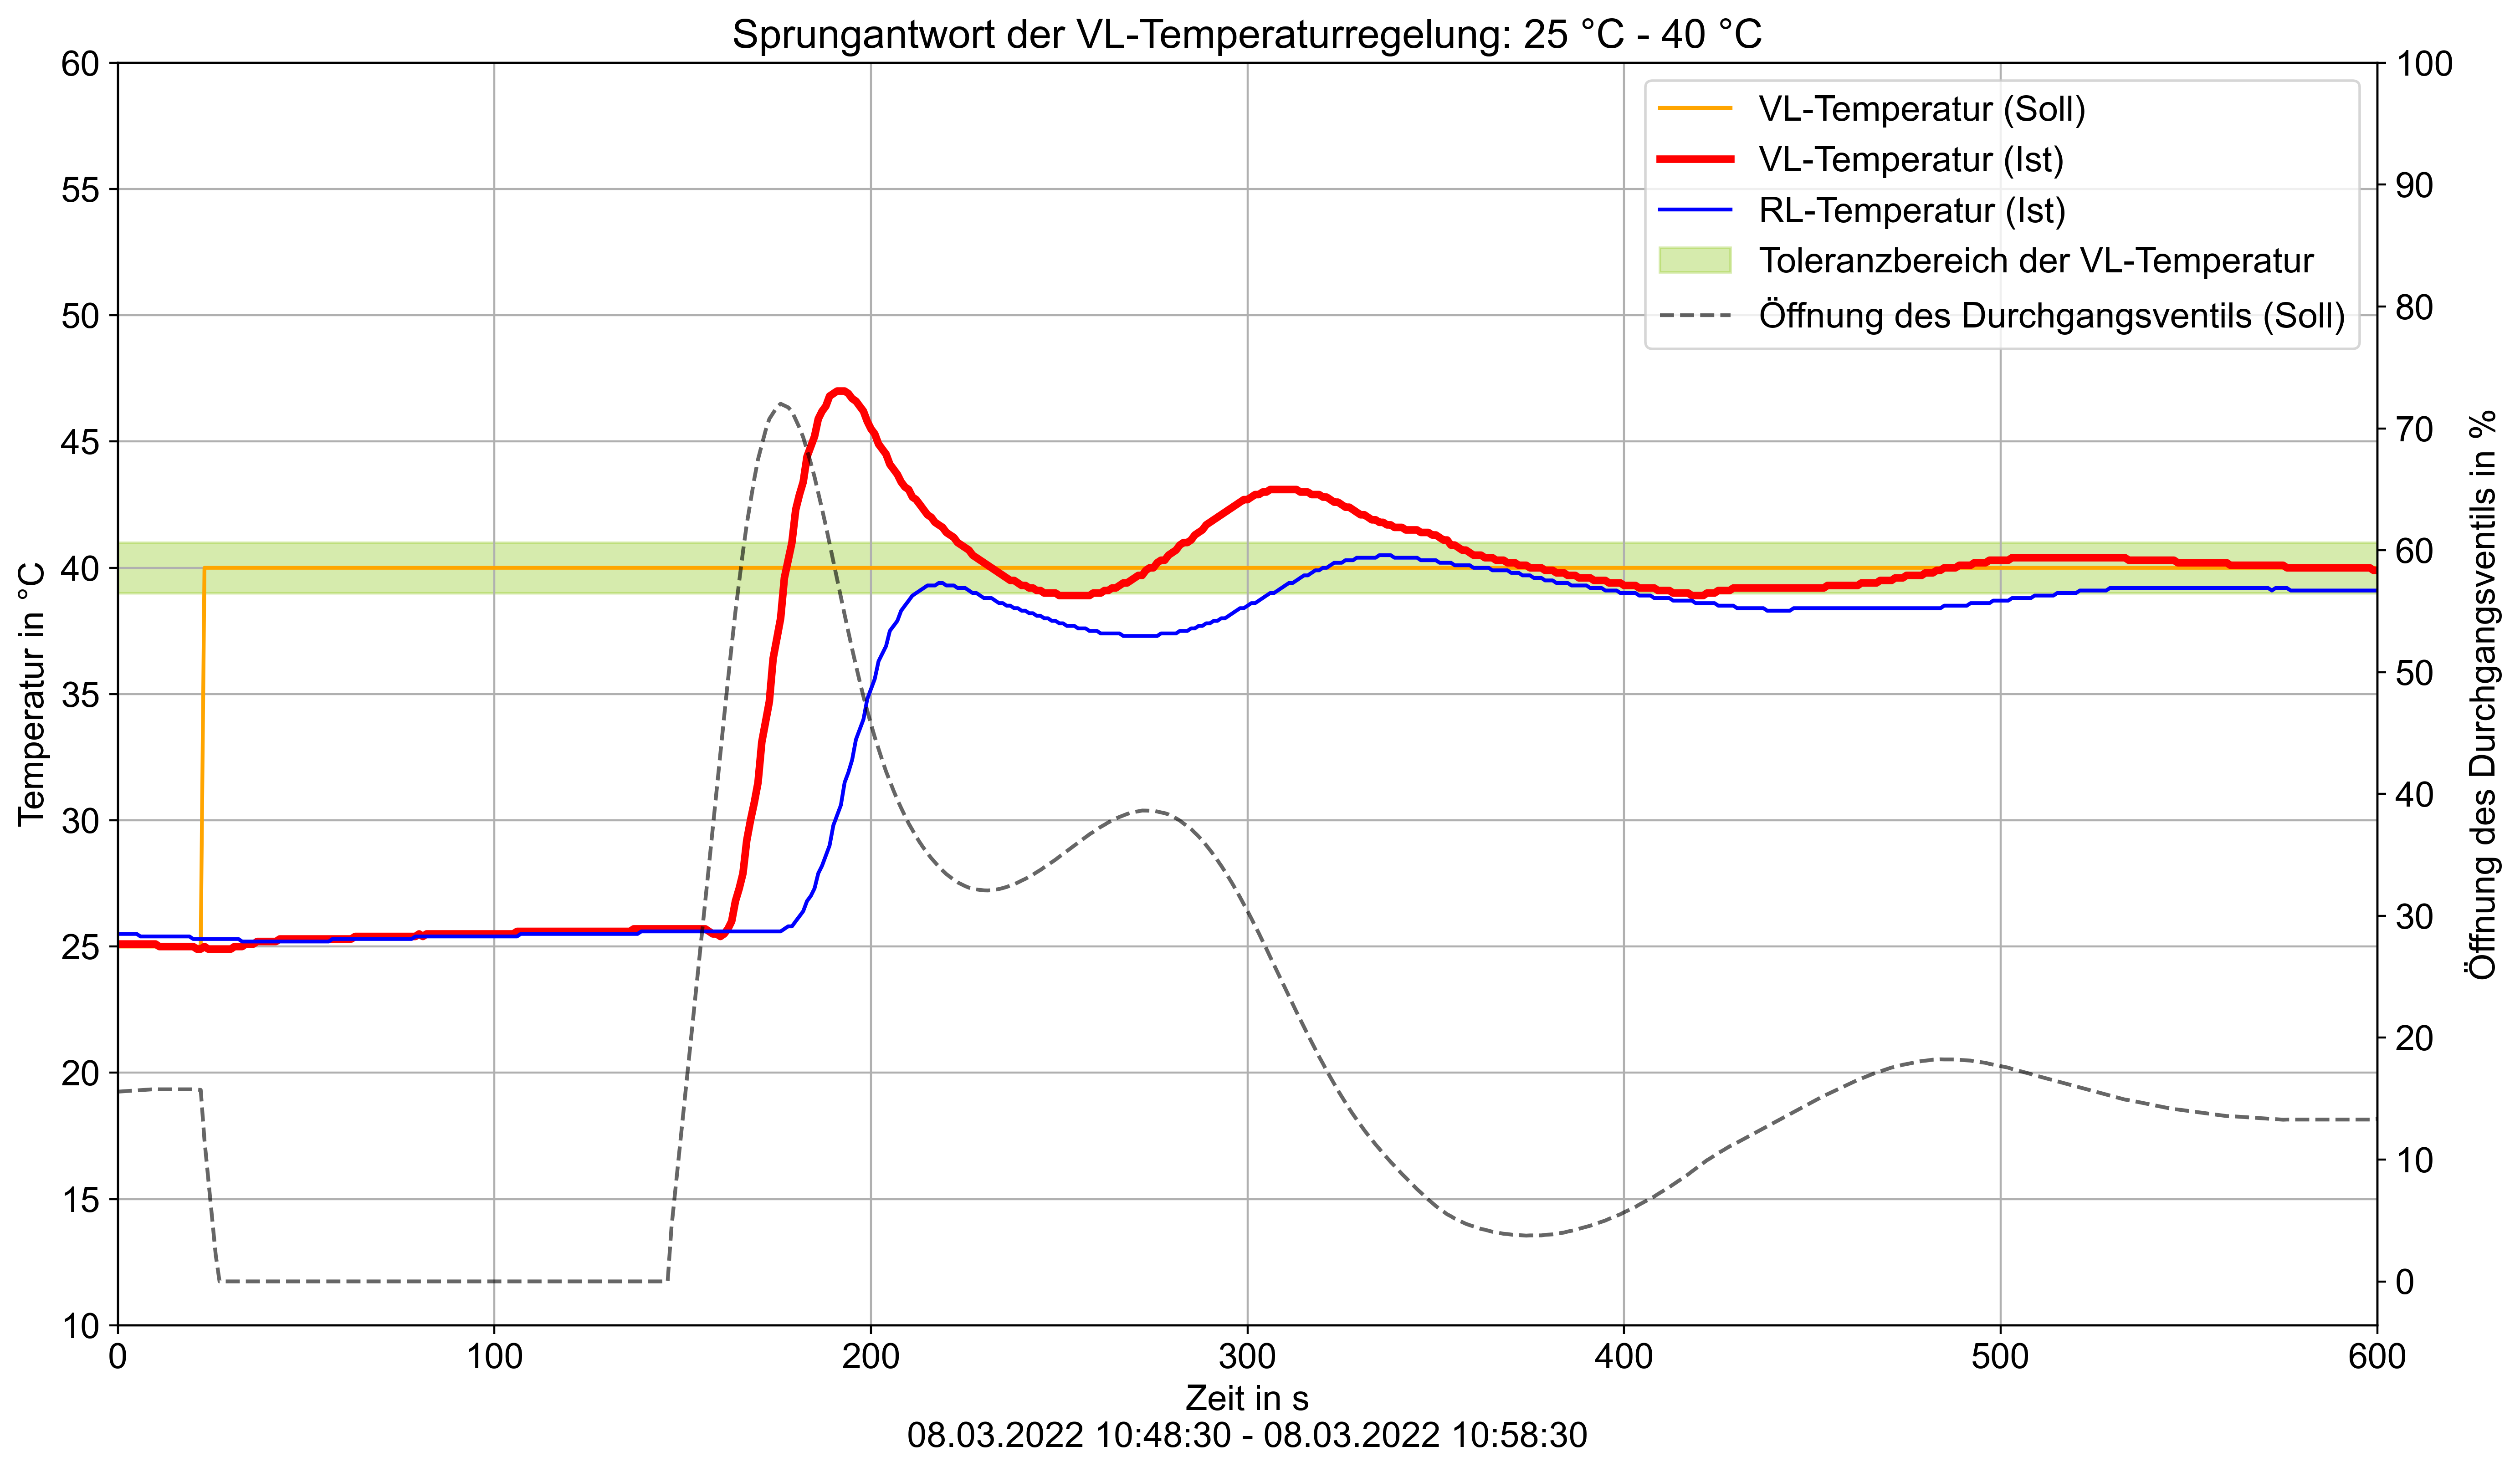 Sprungantwort der VL-Temperaturregelung: 25 °C - 40 °C
VL-Temperatur (Soll)
VL-Temperatur (Ist)
RL-Temperatur (Ist)
Toleranzbereich der VL-Temperatur
Öffnung des Durchgangsventils (Soll)
Temperatur in °C
60
55
50
45
40
35
30
25
20
15
10
Öffnung des Durchgangsventils in %
100
90
80
70
60
50
40
30
20
10
0
0 100 200 300 400 500 600
Zeit in s
08.03.2022 10:48:30 - 08.03.2022 10:58:30